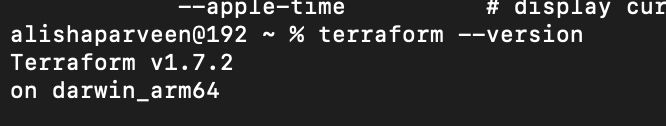 --apple-time # display cur
alishaparveen@192 ~ % terraform --version
Terraform v1.7.2
on darwin_arm64